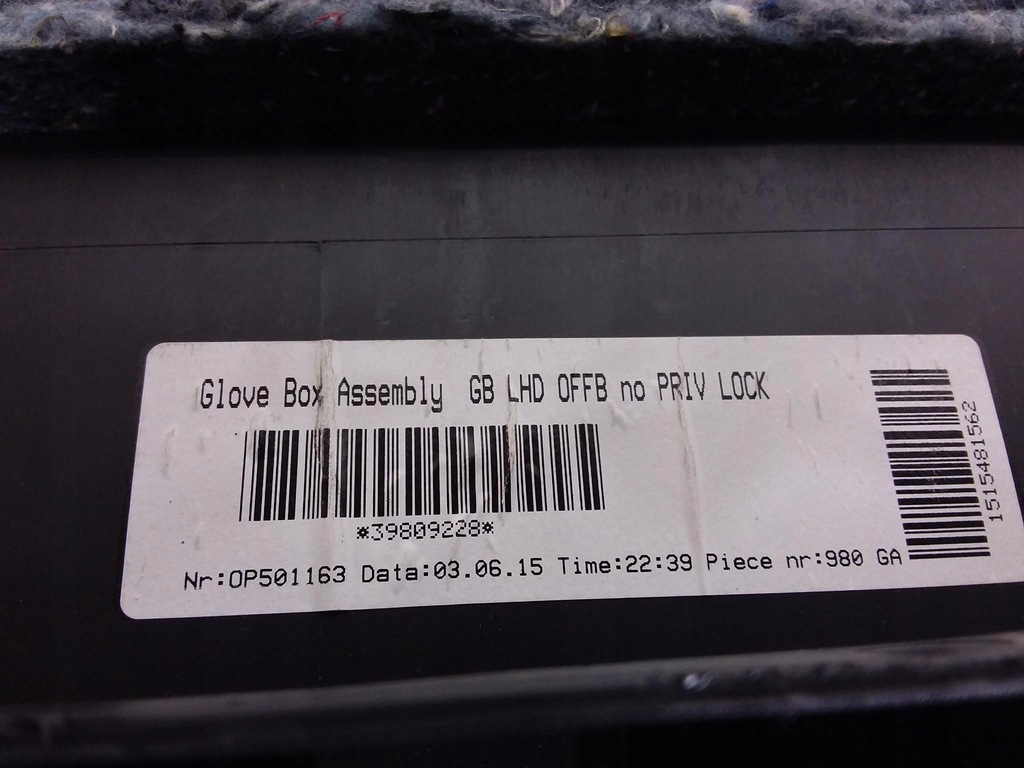 Glove Box Assembly GB LHD OFFB no PRIV LOCK
*39809228*
Nr:OP501163 Data:03.06.15 Time:22:39 Piece nr:980 GA
1515481562